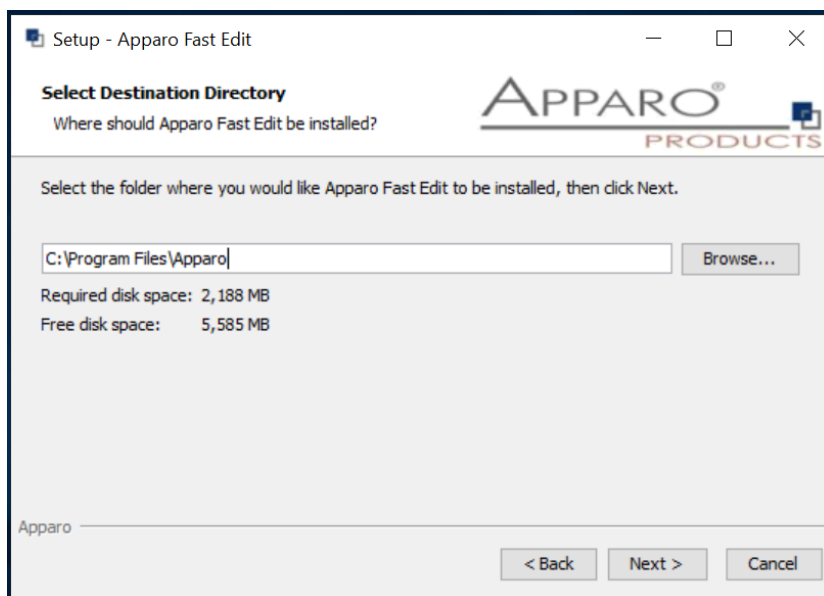 Setup - Apparo Fast Edit
Select Destination Directory
Where should Apparo Fast Edit be installed?
APPARO®
PRODUCTS
Select the folder where you would like Apparo Fast Edit to be installed, then click Next.
C:\Program Files\Apparo
Browse...
Required disk space: 2,188 MB
Free disk space: 5,585 MB
Apparo
< Back
Next >
Cancel